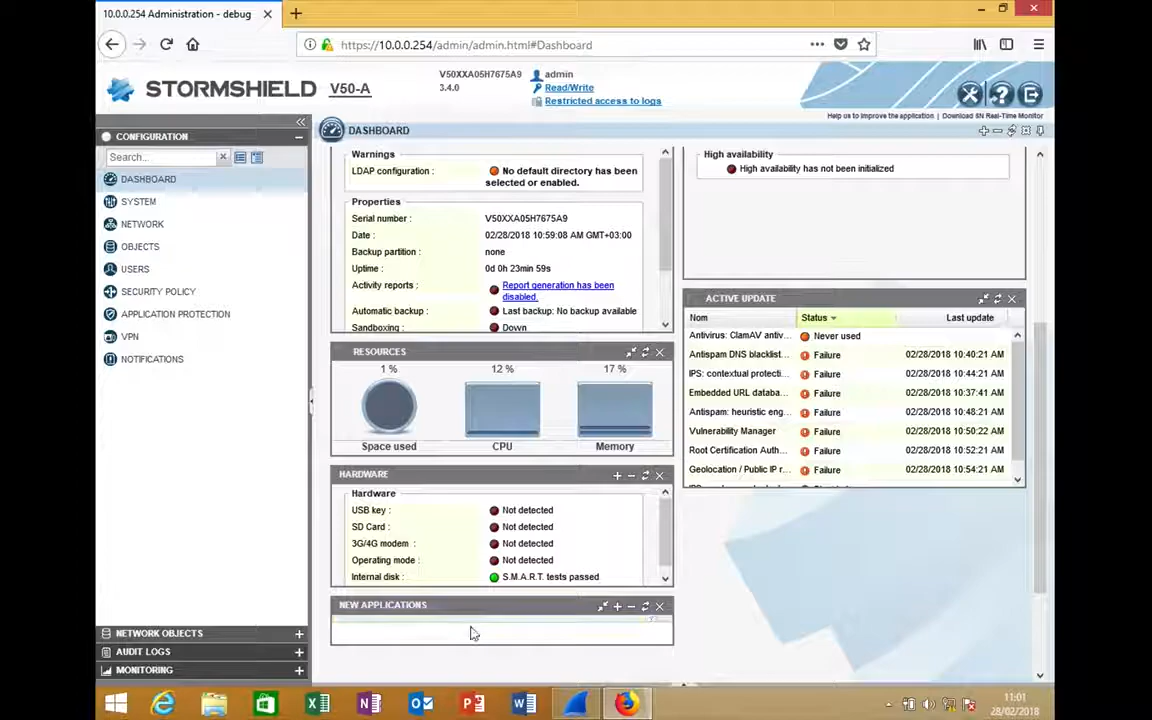 10.0.0.254 Administration - debug
https://10.0.0.254/admin/admin.html#Dashboard
STORMSHIELD V50-A
V50XXA05H7675A9
3.4.0
admin
Read/Write
Restricted access to logs
Help us to improve the application | Download SN Real-Time Monitor
CONFIGURATION
Search...
DASHBOARD
SYSTEM
NETWORK
OBJECTS
USERS
SECURITY POLICY
APPLICATION PROTECTION
VPN
NOTIFICATIONS
NETWORK OBJECTS
AUDIT LOGS
MONITORING
DASHBOARD
Warnings
LDAP configuration : No default directory has been
selected or enabled.
Properties
Serial number : V50XXA05H7675A9
Date : 02/28/2018 10:59:08 AM GMT+03:00
Backup partition : none
Uptime : 0d 0h 23min 59s
Activity reports : Report generation has been
disabled.
Automatic backup : Last backup: No backup available
Sandboxing : Down
RESOURCES
1 % 12 % 17 %
Space used CPU Memory
HARDWARE
Hardware
USB key : Not detected
SD Card : Not detected
3G/4G modem : Not detected
Operating mode : Not detected
Internal disk : S.M.A.R.T. tests passed
NEW APPLICATIONS
High availability
High availability has not been initialized
ACTIVE UPDATE
Nom Status Last update
Antivirus: ClamAV antiv... Never used
Antispam DNS blacklist... Failure 02/28/2018 10:40:21 AM
IPS: contextual protecti... Failure 02/28/2018 10:44:21 AM
Embedded URL databa... Failure 02/28/2018 10:37:41 AM
Antispam: heuristic eng... Failure 02/28/2018 10:48:21 AM
Vulnerability Manager Failure 02/28/2018 10:50:22 AM
Root Certification Auth... Failure 02/28/2018 10:52:21 AM
Geolocation / Public IP r... Failure 02/28/2018 10:54:21 AM
11:01
28/02/2018